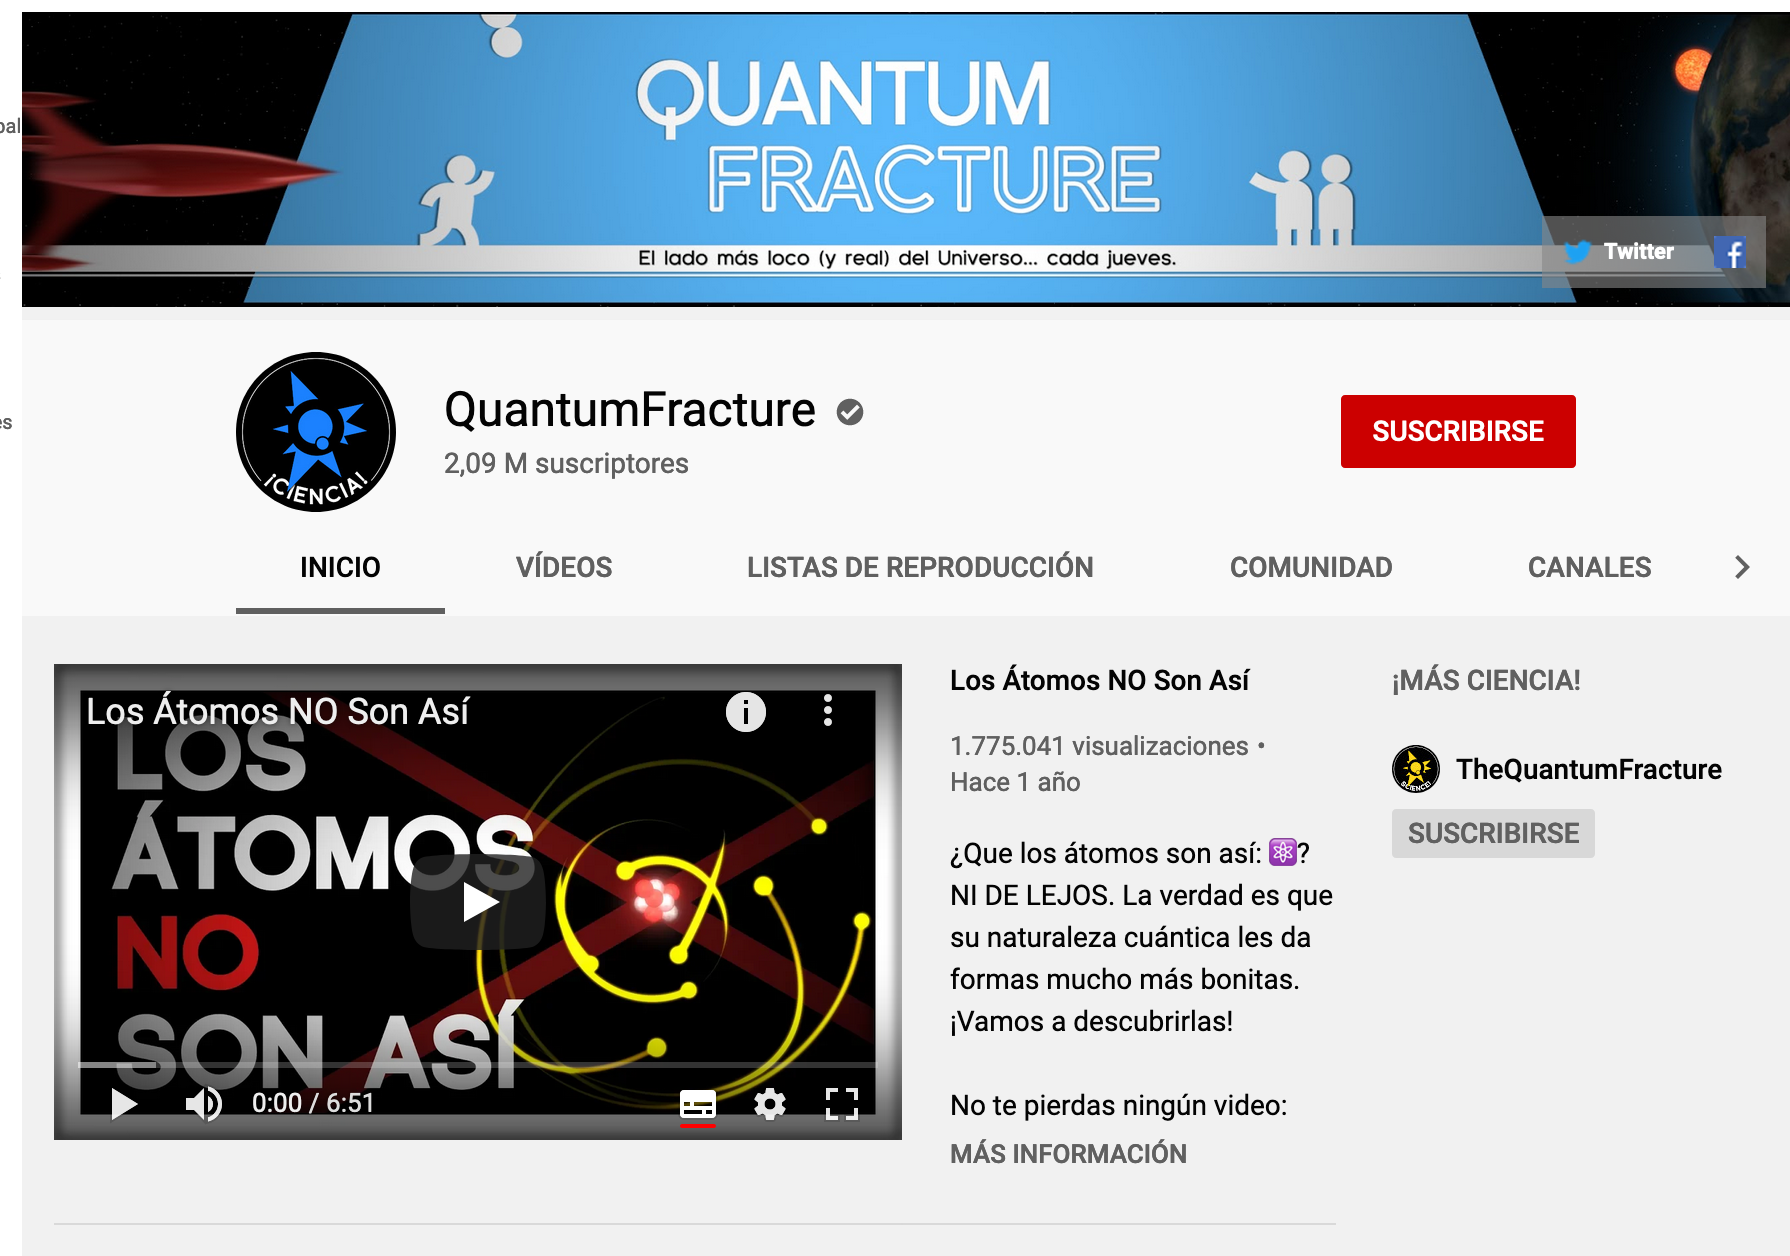 QUANTUM
FRACTURE
El lado más loco (y real) del Universo... cada jueves.
Twitter
¡CIENCIA!
QuantumFracture
2,09 M suscriptores
SUSCRIBIRSE
INICIO
VÍDEOS
LISTAS DE REPRODUCCIÓN
COMUNIDAD
CANALES
Los Átomos NO Son Así
LOS
ÁTOMOS
NO
SON ASÍ
0:00 / 6:51
Los Átomos NO Son Así
1.775.041 visualizaciones •
Hace 1 año
¿Que los átomos son así: ⚛?
NI DE LEJOS. La verdad es que
su naturaleza cuántica les da
formas mucho más bonitas.
¡Vamos a descubrirlas!
No te pierdas ningún video:
MÁS INFORMACIÓN
¡MÁS CIENCIA!
SCIENCE!
TheQuantumFracture
SUSCRIBIRSE